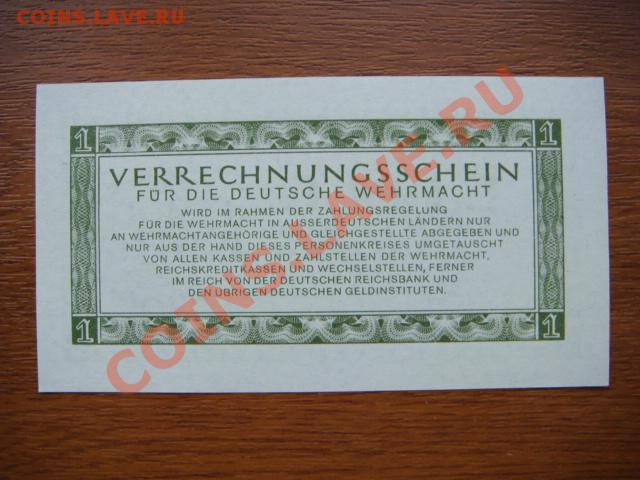 COINS.LAVE.RU
1 1
VERRECHNUNGSSCHEIN
FÜR DIE DEUTSCHE WEHRMACHT
WIRD IM RAHMEN DER ZAHLUNGSREGELUNG
FÜR DIE WEHRMACHT IN AUSSERDEUTSCHEN LÄNDERN NUR
AN WEHRMACHTANGEHÖRIGE UND GLEICHGESTELLTE ABGEGEBEN UND
NUR AUS DER HAND DIESES PERSONENKREISES UMGETAUSCHT
VON ALLEN KASSEN UND ZAHLSTELLEN DER WEHRMACHT,
REICHSKREDITKASSEN UND WECHSELSTELLEN, FERNER
IM REICH VON DER DEUTSCHEN REICHSBANK UND
DEN ÜBRIGEN DEUTSCHEN GELDINSTITUTEN.
1 1
COINS.LAVE.RU
COINS.LAVE.RU